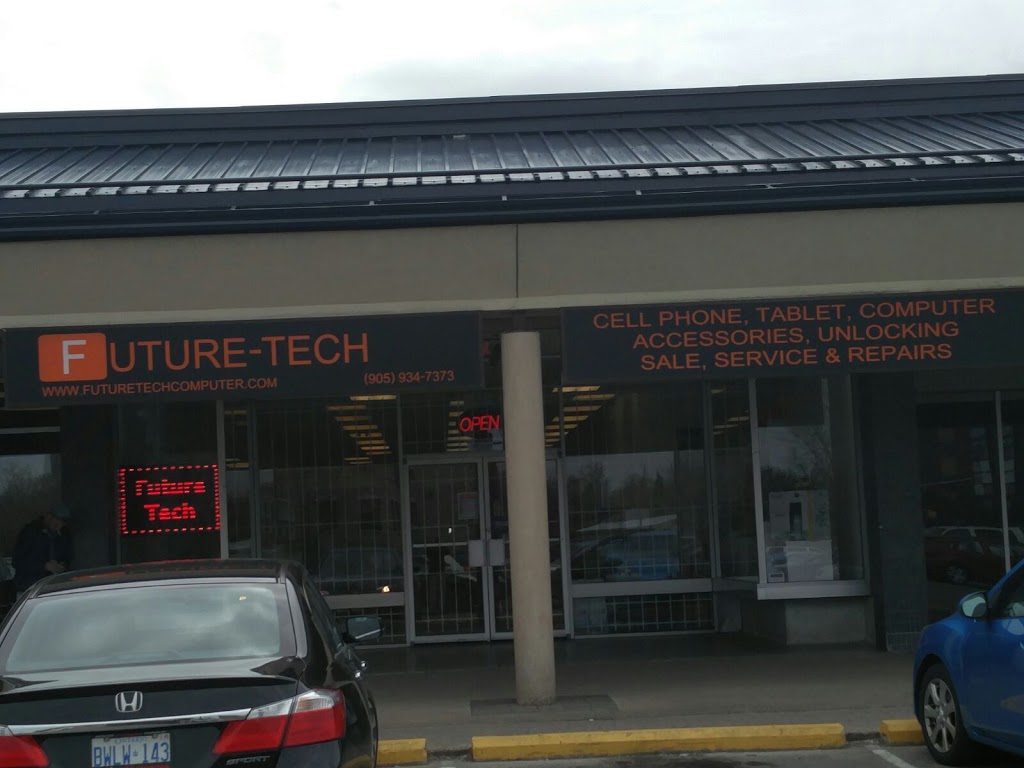 FUTURE-TECH
WWW.FUTURETECHCOMPUTER.COM
(905) 934-7373
CELL PHONE, TABLET, COMPUTER
ACCESSORIES, UNLOCKING
SALE, SERVICE & REPAIRS
OPEN
Future
Tech
BWLW-143
SPORT